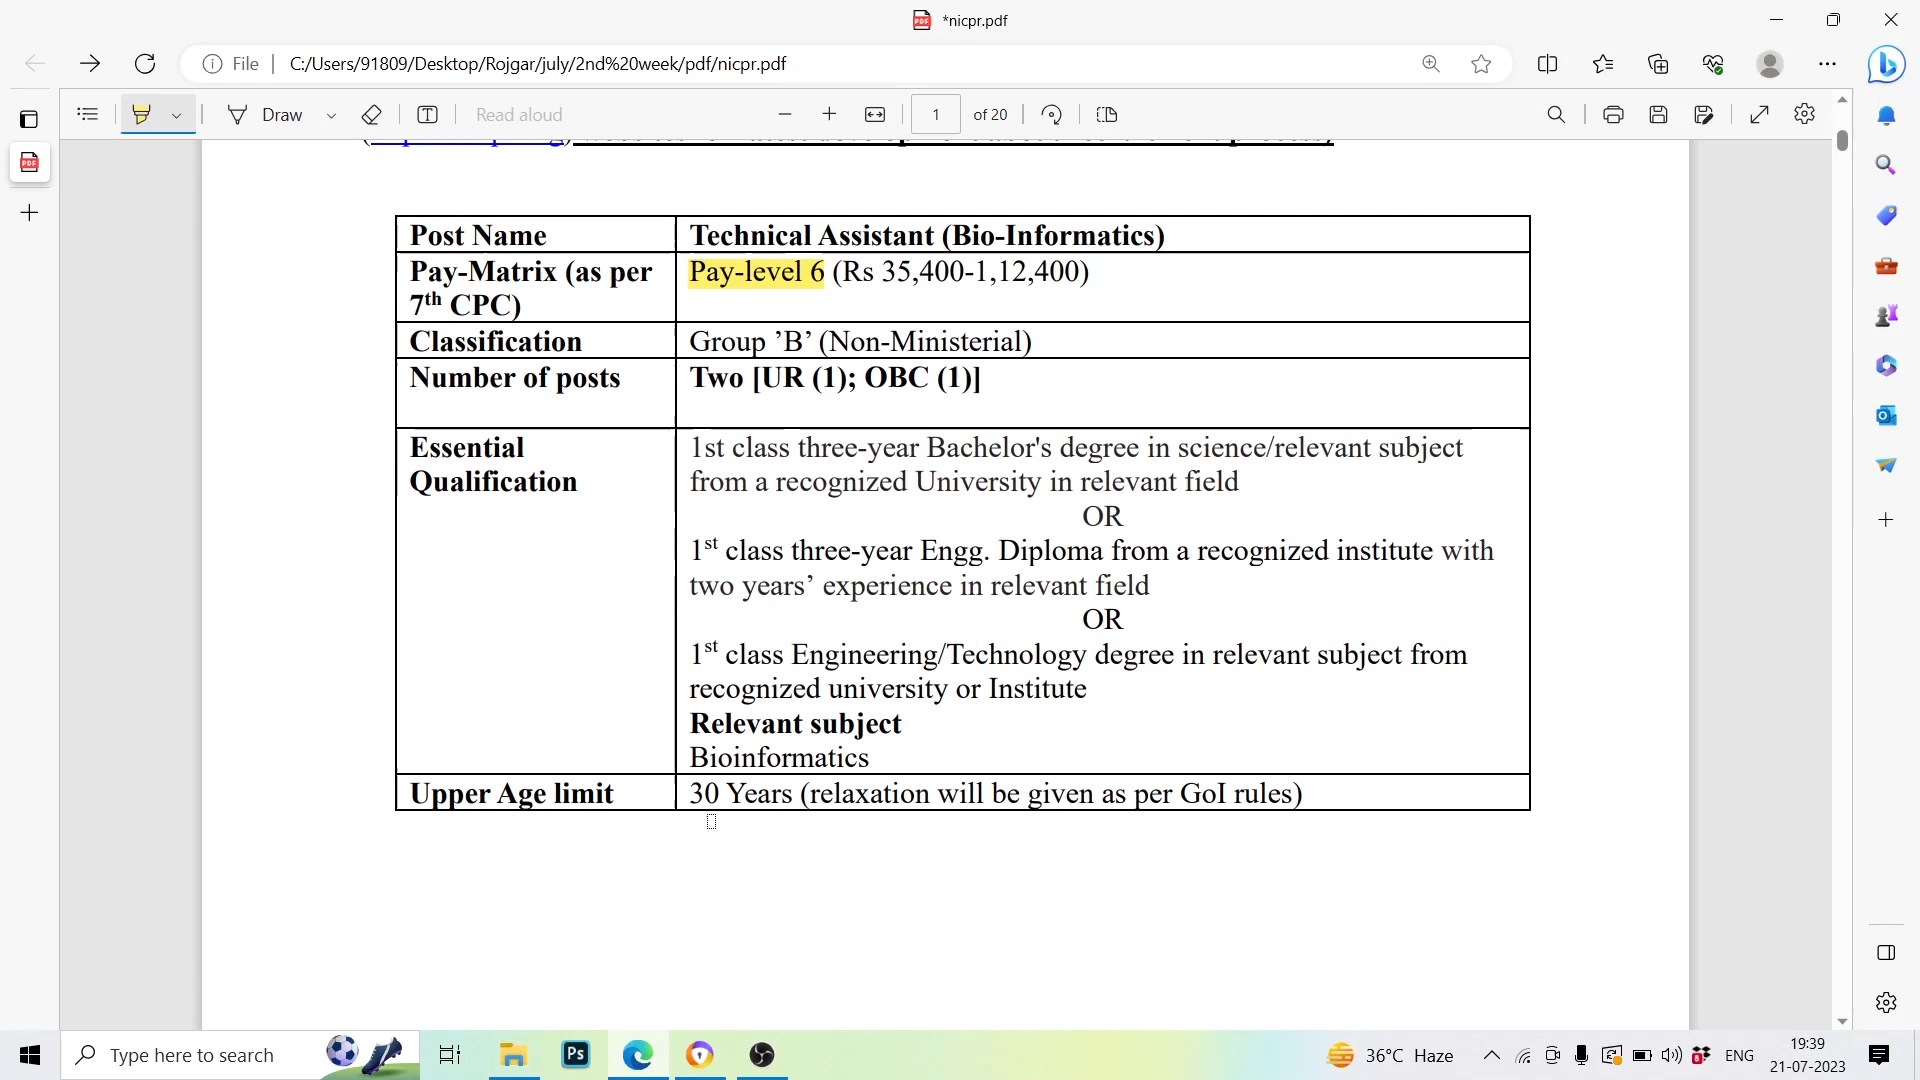 *nicpr.pdf
File
C:/Users/91809/Desktop/Rojgar/july/2nd%20week/pdf/nicpr.pdf
Draw
Read aloud
1
of 20
Post Name
Technical Assistant (Bio-Informatics)
Pay-Matrix (as per
7th CPC)
Pay-level 6 (Rs 35,400-1,12,400)
Classification
Group ’B’ (Non-Ministerial)
Number of posts
Two [UR (1); OBC (1)]
Essential
Qualification
1st class three-year Bachelor's degree in science/relevant subject
from a recognized University in relevant field
OR
1st class three-year Engg. Diploma from a recognized institute with
two years’ experience in relevant field
OR
1st class Engineering/Technology degree in relevant subject from
recognized university or Institute
Relevant subject
Bioinformatics
Upper Age limit
30 Years (relaxation will be given as per GoI rules)
Type here to search
Ps
36°C Haze
ENG
19:39
21-07-2023